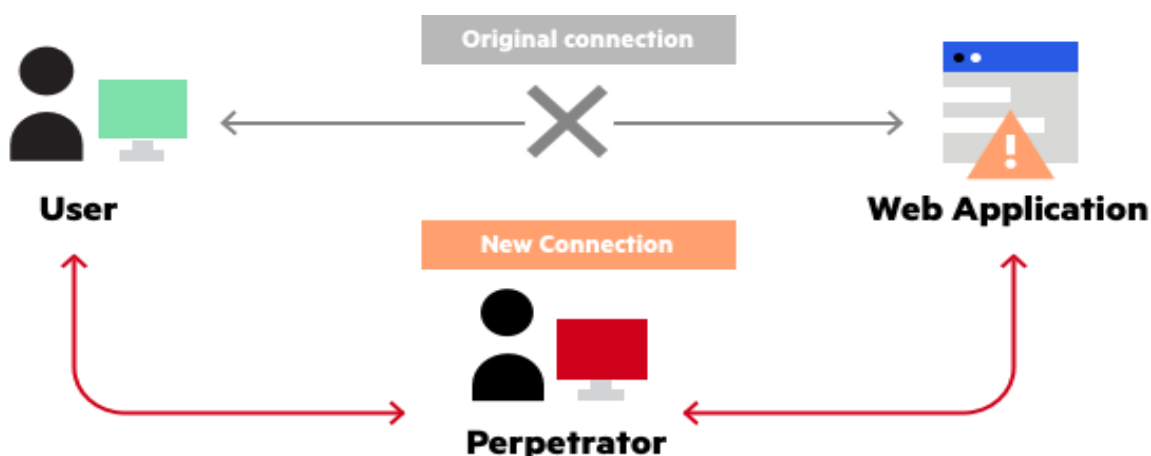 Original connection
User
Web Application
New Connection
Perpetrator